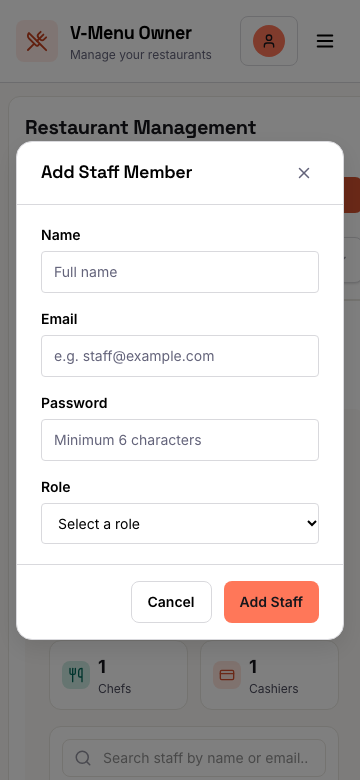 V-Menu Owner
Manage your restaurants
Restaurant Management
Add Staff Member
Name
Full name
Email
e.g. staff@example.com
Password
Minimum 6 characters
Role
Select a role
Cancel
Add Staff
1
Chefs
1
Cashiers
Search staff by name or email..